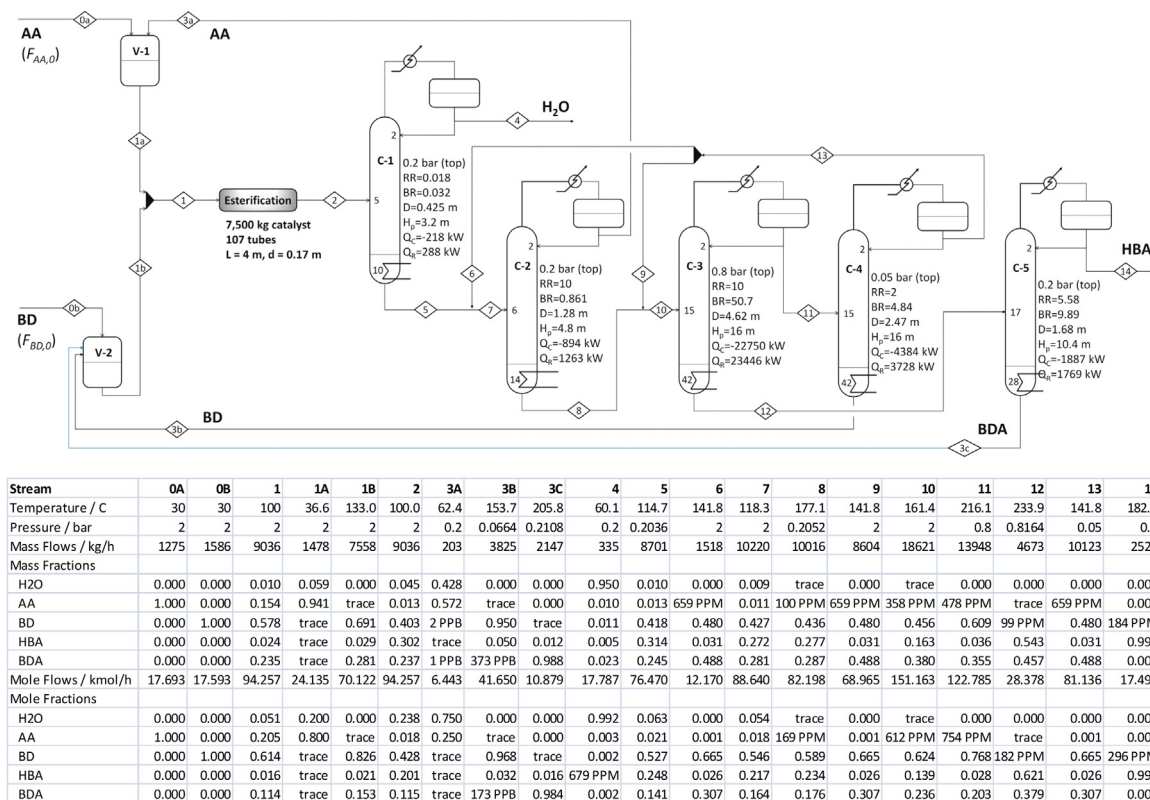 0a
3a
AA
AA
(F_AA,0)
V-1
H₂O
4
2
1a
C-1
0.2 bar (top)
RR=0.018
BR=0.032
D=0.425 m
H_p=3.2 m
Q_C=-218 kW
Q_R=288 kW
5
10
13
1
Esterification
2
7,500 kg catalyst
107 tubes
L = 4 m, d = 0.17 m
1b
6
9
5
7
10
11
2
C-2
0.2 bar (top)
RR=10
BR=0.861
D=1.28 m
H_p=4.8 m
Q_C=-894 kW
Q_R=1263 kW
6
14
2
C-3
0.8 bar (top)
RR=10
BR=50.7
D=4.62 m
H_p=16 m
Q_C=-22750 kW
Q_R=23446 kW
15
42
2
C-4
0.05 bar (top)
RR=2
BR=4.84
D=2.47 m
H_p=16 m
Q_C=-4384 kW
Q_R=3728 kW
15
42
2
C-5
0.2 bar (top)
RR=5.58
BR=9.89
D=1.68 m
H_p=10.4 m
Q_C=-1887 kW
Q_R=1769 kW
17
28
HBA
14
0b
BD
(F_BD,0)
V-2
8
12
BD
3b
BDA
3c
Stream 0A 0B 1 1A 1B 2 3A 3B 3C 4 5 6 7 8 9 10 11 12 13 1
Temperature / C 30 30 100 36.6 133.0 100.0 62.4 153.7 205.8 60.1 114.7 141.8 118.3 177.1 141.8 161.4 216.1 233.9 141.8 182.
Pressure / bar 2 2 2 2 2 2 0.2 0.0664 0.2108 0.2 0.2036 2 2 0.2052 2 2 0.8 0.8164 0.05 0.
Mass Flows / kg/h 1275 1586 9036 1478 7558 9036 203 3825 2147 335 8701 1518 10220 10016 8604 18621 13948 4673 10123 252
Mass Fractions
H2O 0.000 0.000 0.010 0.059 0.000 0.045 0.428 0.000 0.000 0.950 0.010 0.000 0.009 trace 0.000 trace 0.000 0.000 0.000 0.00
AA 1.000 0.000 0.154 0.941 trace 0.013 0.572 trace 0.000 0.010 0.013 659 PPM 0.011 100 PPM 659 PPM 358 PPM 478 PPM trace 659 PPM 0.00
BD 0.000 1.000 0.578 trace 0.691 0.403 2 PPB 0.950 trace 0.011 0.418 0.480 0.427 0.436 0.480 0.456 0.609 99 PPM 0.480 184 PPM
HBA 0.000 0.000 0.024 trace 0.029 0.302 trace 0.050 0.012 0.005 0.314 0.031 0.272 0.277 0.031 0.163 0.036 0.543 0.031 0.99
BDA 0.000 0.000 0.235 trace 0.281 0.237 1 PPB 373 PPB 0.988 0.023 0.245 0.488 0.281 0.287 0.488 0.380 0.355 0.457 0.488 0.00
Mole Flows / kmol/h 17.693 17.593 94.257 24.135 70.122 94.257 6.443 41.650 10.879 17.787 76.470 12.170 88.640 82.198 68.965 151.163 122.785 28.378 81.136 17.49
Mole Fractions
H2O 0.000 0.000 0.051 0.200 0.000 0.238 0.750 0.000 0.000 0.992 0.063 0.000 0.054 trace 0.000 trace 0.000 0.000 0.000 0.00
AA 1.000 0.000 0.205 0.800 trace 0.018 0.250 trace 0.000 0.003 0.021 0.001 0.018 169 PPM 0.001 612 PPM 754 PPM trace 0.001 0.00
BD 0.000 1.000 0.614 trace 0.826 0.428 trace 0.968 trace 0.002 0.527 0.665 0.546 0.589 0.665 0.624 0.768 182 PPM 0.665 296 PPM
HBA 0.000 0.000 0.016 trace 0.021 0.201 trace 0.032 0.016 679 PPM 0.248 0.026 0.217 0.234 0.026 0.139 0.028 0.621 0.026 0.99
BDA 0.000 0.000 0.114 trace 0.153 0.115 trace 173 PPB 0.984 0.002 0.141 0.307 0.164 0.176 0.307 0.236 0.203 0.379 0.307 0.00